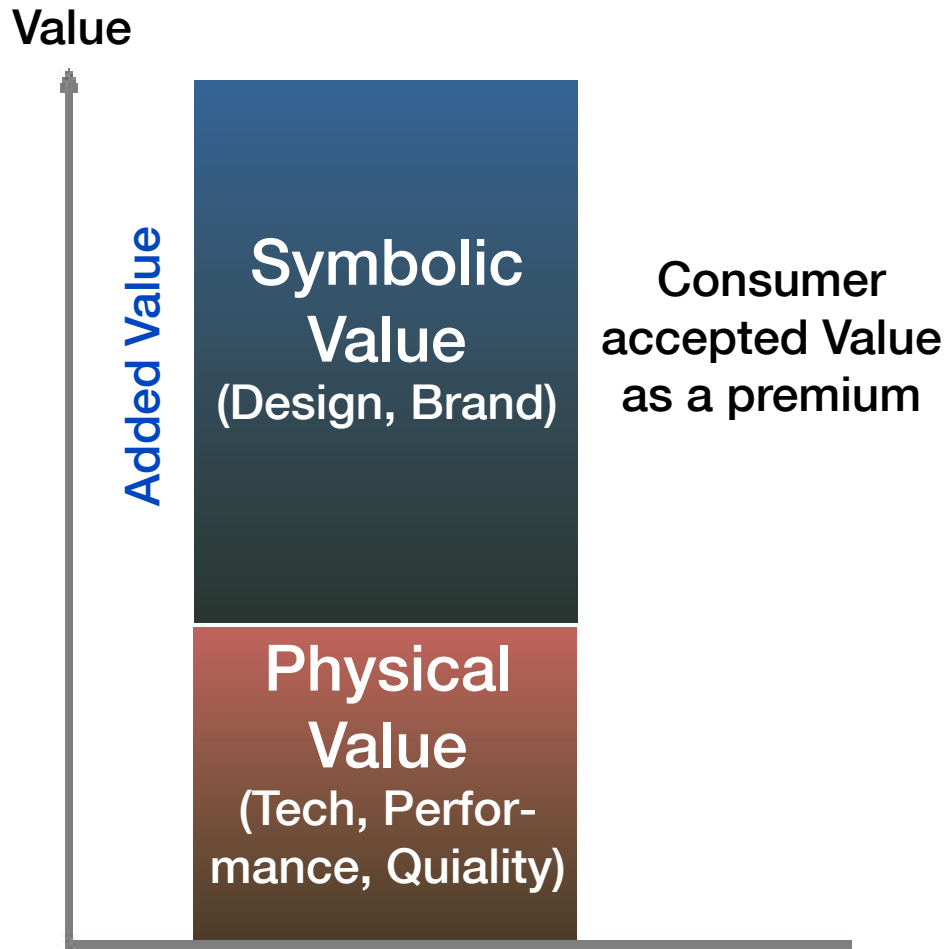 Value
Added Value
Symbolic
Value
(Design, Brand)
Consumer
accepted Value
as a premium
Physical
Value
(Tech, Perfor-
mance, Quiality)